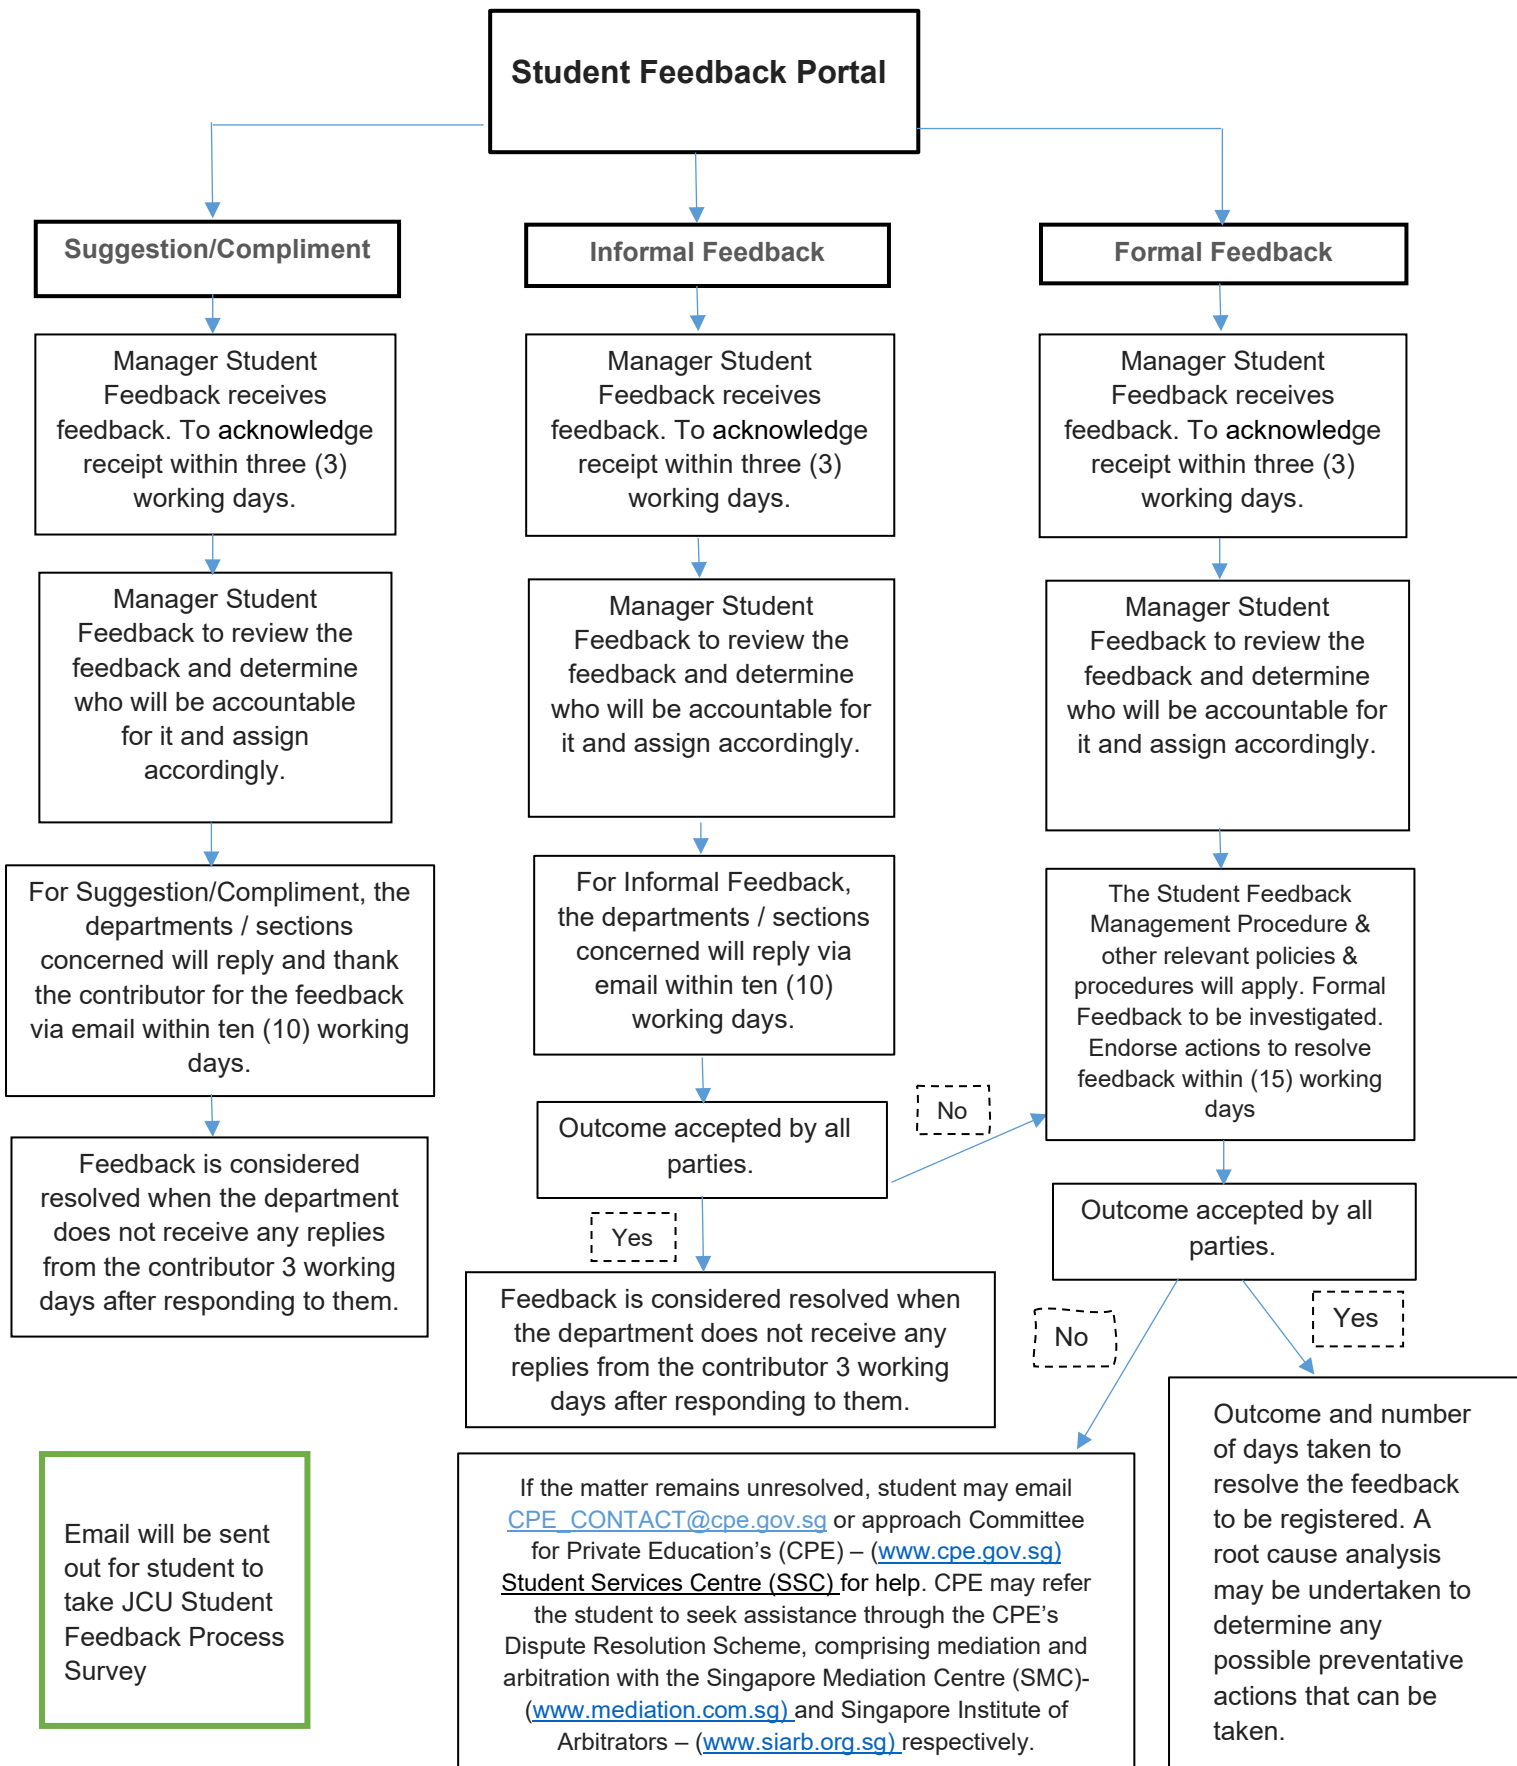 Student Feedback Portal
Suggestion/Compliment
Manager Student
Feedback receives
feedback. To acknowledge
receipt within three (3)
working days.
Manager Student
Feedback to review the
feedback and determine
who will be accountable
for it and assign
accordingly.
For Suggestion/Compliment, the
departments / sections
concerned will reply and thank
the contributor for the feedback
via email within ten (10) working
days.
Feedback is considered
resolved when the department
does not receive any replies
from the contributor 3 working
days after responding to them.
Informal Feedback
Manager Student
Feedback receives
feedback. To acknowledge
receipt within three (3)
working days.
Manager Student
Feedback to review the
feedback and determine
who will be accountable for
it and assign accordingly.
For Informal Feedback,
the departments / sections
concerned will reply via
email within ten (10)
working days.
Outcome accepted by all
parties.
No
Yes
Feedback is considered resolved when
the department does not receive any
replies from the contributor 3 working
days after responding to them.
Formal Feedback
Manager Student
Feedback receives
feedback. To acknowledge
receipt within three (3)
working days.
Manager Student
Feedback to review the
feedback and determine
who will be accountable for
it and assign accordingly.
The Student Feedback
Management Procedure &
other relevant policies &
procedures will apply. Formal
Feedback to be investigated.
Endorse actions to resolve
feedback within (15) working
days
Outcome accepted by all
parties.
No
Yes
If the matter remains unresolved, student may email
CPE_CONTACT@cpe.gov.sg or approach Committee
for Private Education's (CPE) – (www.cpe.gov.sg)
Student Services Centre (SSC) for help. CPE may refer
the student to seek assistance through the CPE's
Dispute Resolution Scheme, comprising mediation and
arbitration with the Singapore Mediation Centre (SMC)-
(www.mediation.com.sg) and Singapore Institute of
Arbitrators – (www.siarb.org.sg) respectively.
Outcome and number
of days taken to
resolve the feedback
to be registered. A
root cause analysis
may be undertaken to
determine any
possible preventative
actions that can be
taken.
Email will be sent
out for student to
take JCU Student
Feedback Process
Survey